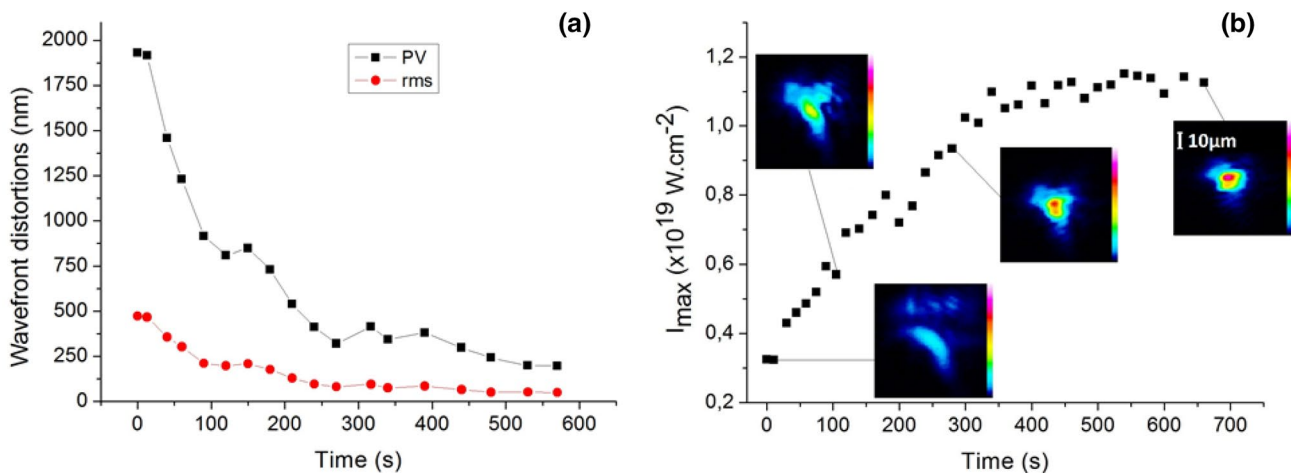 (a)
Wavefront distortions (nm)
2000
1750
1500
1250
1000
750
500
250
0
PV
rms
0 100 200 300 400 500 600
Time (s)
(b)
I max (x10 19 W.cm -2)
1,2
1,0
0,8
0,6
0,4
0,2
10µm
0 100 200 300 400 500 600 700
Time (s)